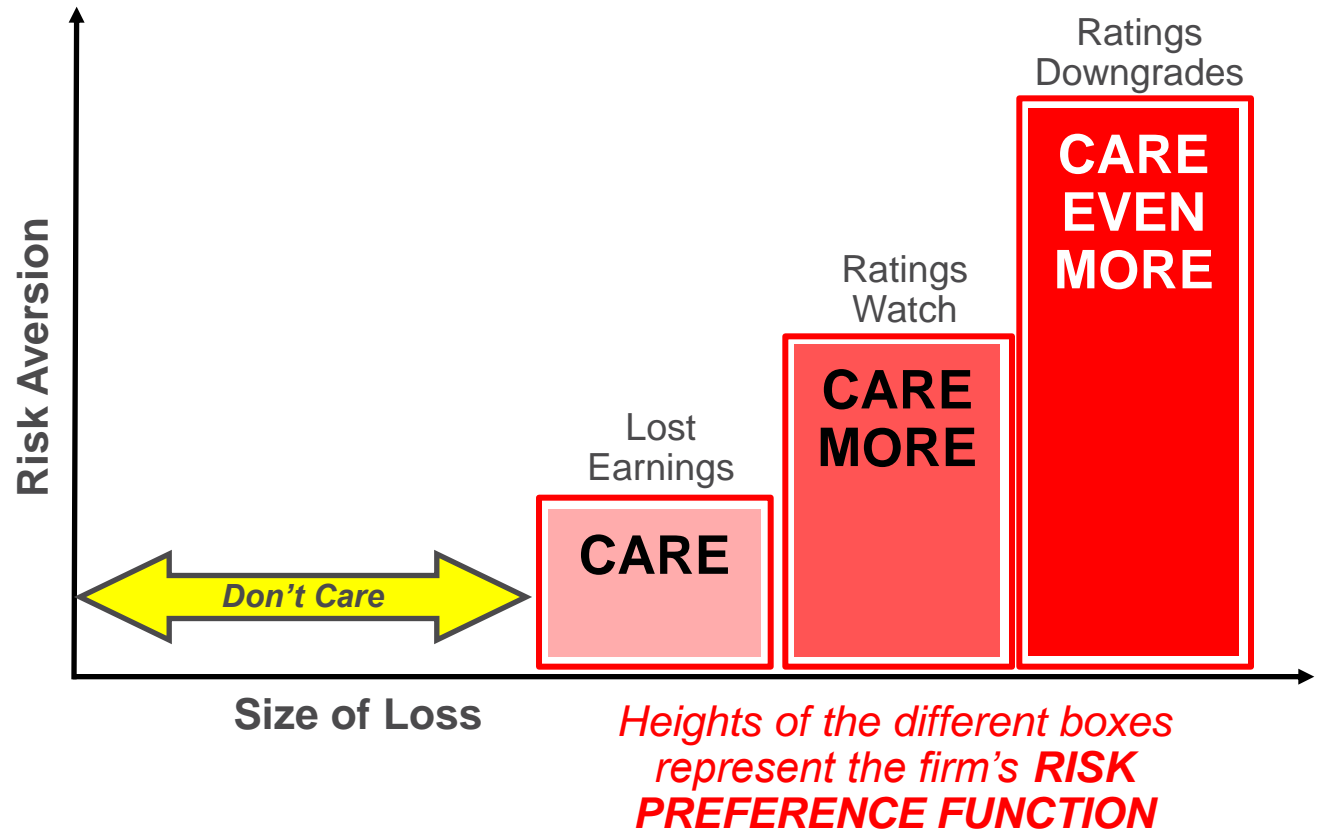 Ratings
Downgrades
CARE
EVEN
MORE
Ratings
Watch
CARE
MORE
Lost
Earnings
CARE
Don’t Care
Risk Aversion
Size of Loss
Heights of the different boxes
represent the firm’s RISK
PREFERENCE FUNCTION